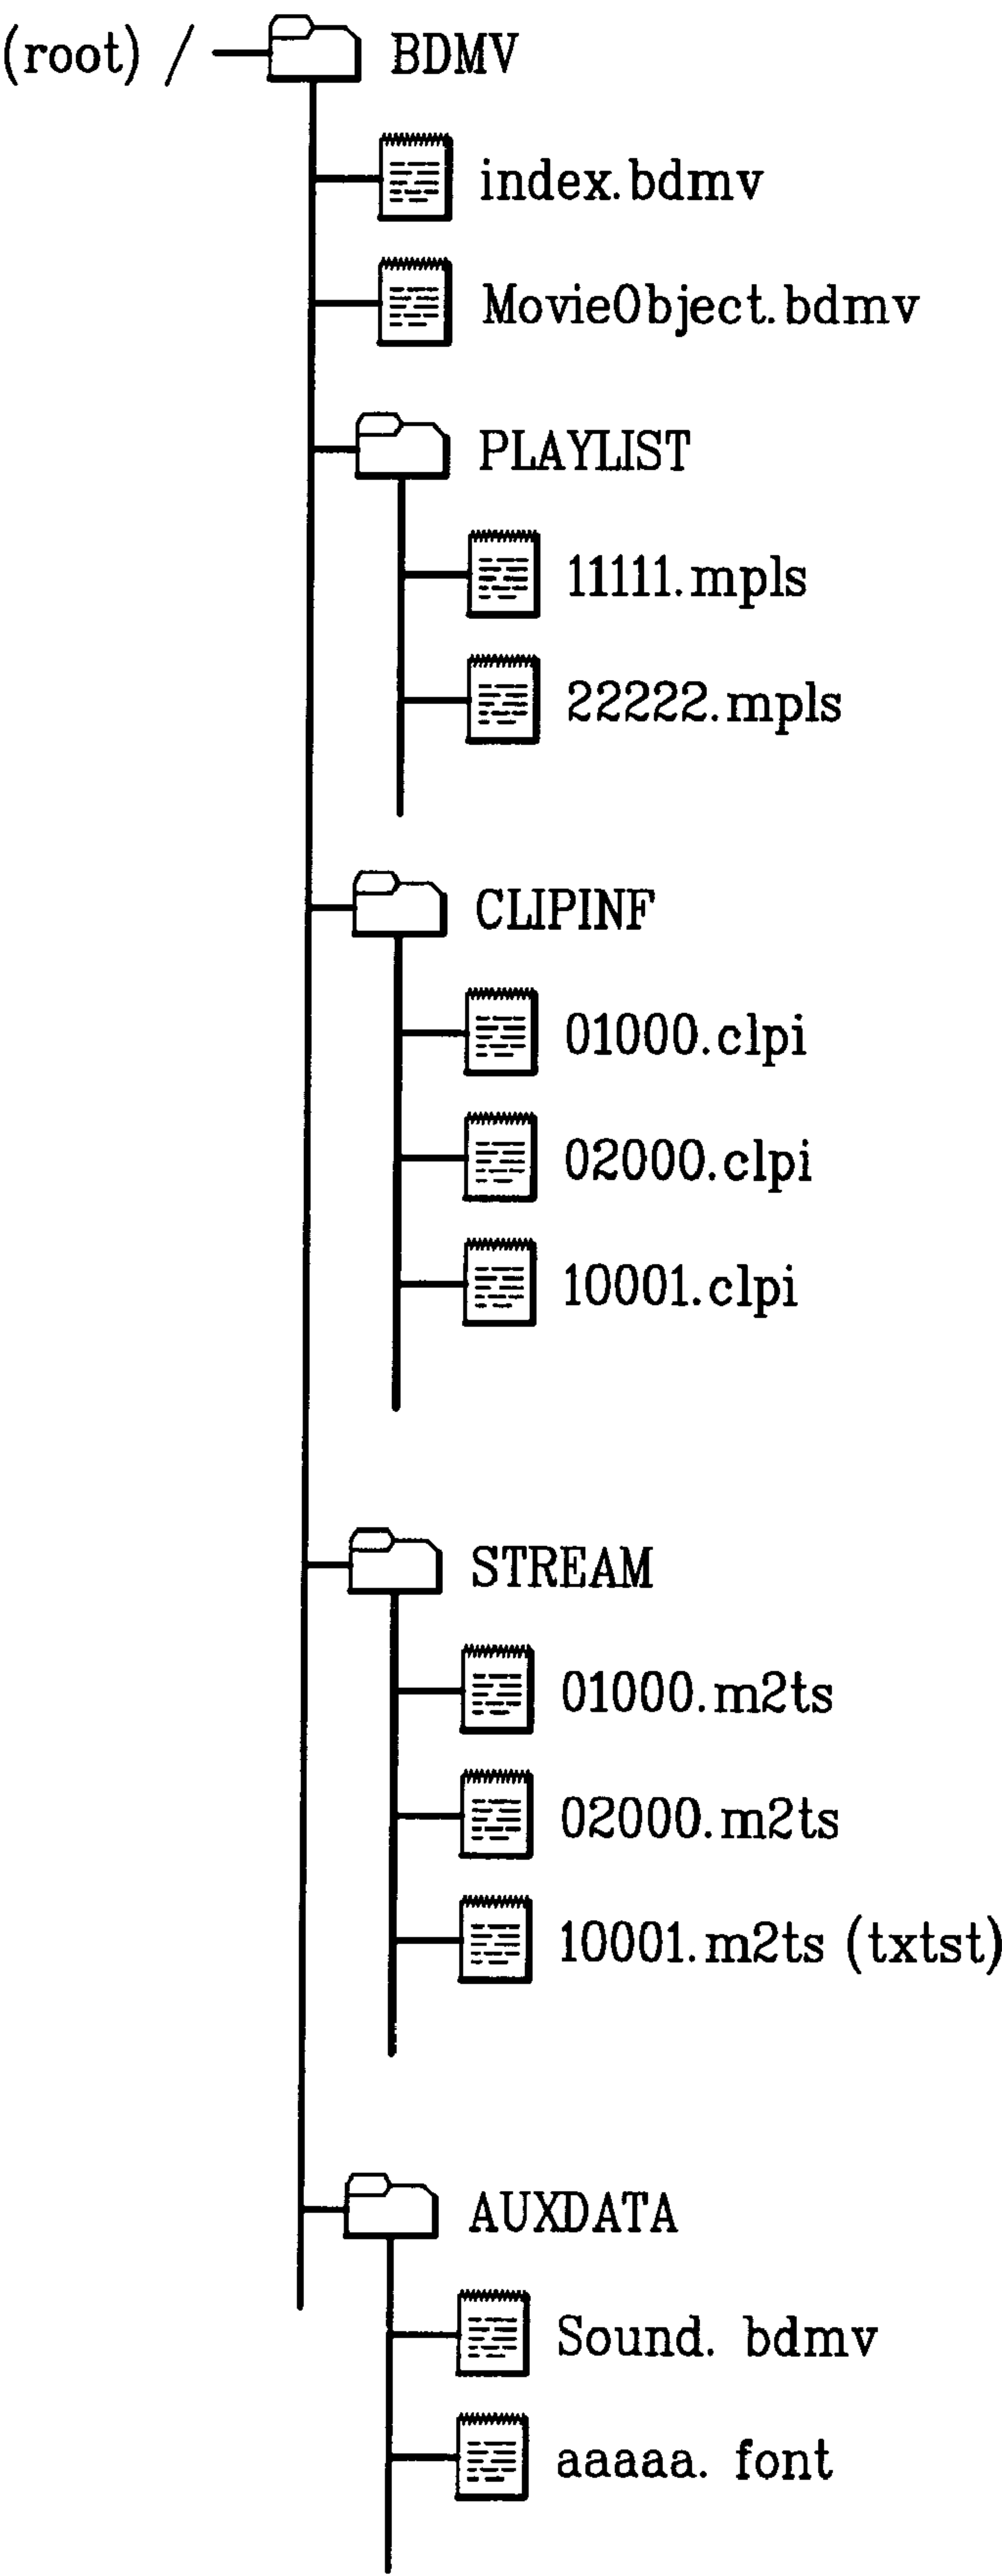 (root) / BDMV
index.bdmv
MovieObject.bdmv
PLAYLIST
11111.mpls
22222.mpls
CLIPINF
01000.clpi
02000.clpi
10001.clpi
STREAM
01000.m2ts
02000.m2ts
10001.m2ts (txtst)
AUXDATA
Sound. bdmv
aaaaa. font